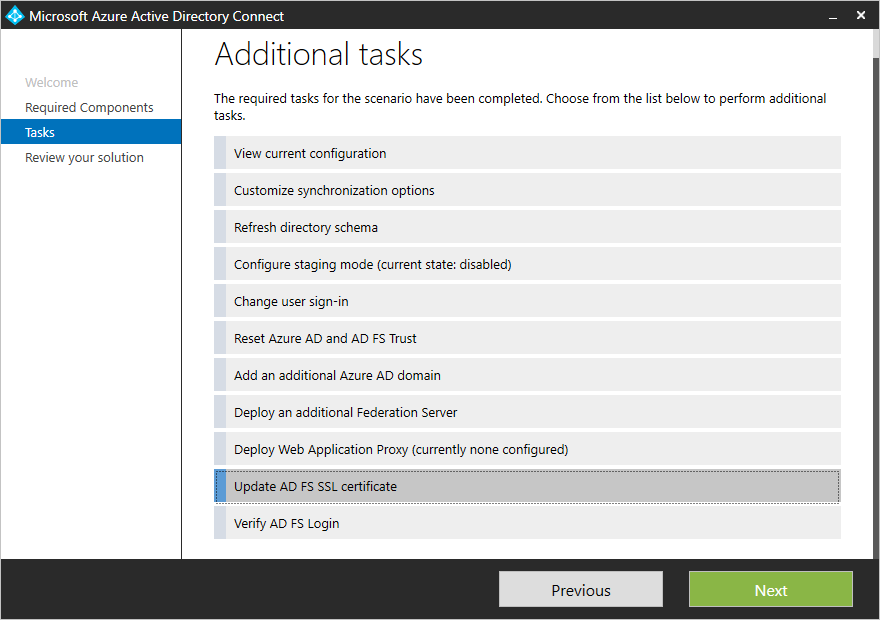 Microsoft Azure Active Directory Connect
Welcome
Required Components
Tasks
Review your solution
Additional tasks
The required tasks for the scenario have been completed. Choose from the list below to perform additional
tasks.
View current configuration
Customize synchronization options
Refresh directory schema
Configure staging mode (current state: disabled)
Change user sign-in
Reset Azure AD and AD FS Trust
Add an additional Azure AD domain
Deploy an additional Federation Server
Deploy Web Application Proxy (currently none configured)
Update AD FS SSL certificate
Verify AD FS Login
Previous
Next